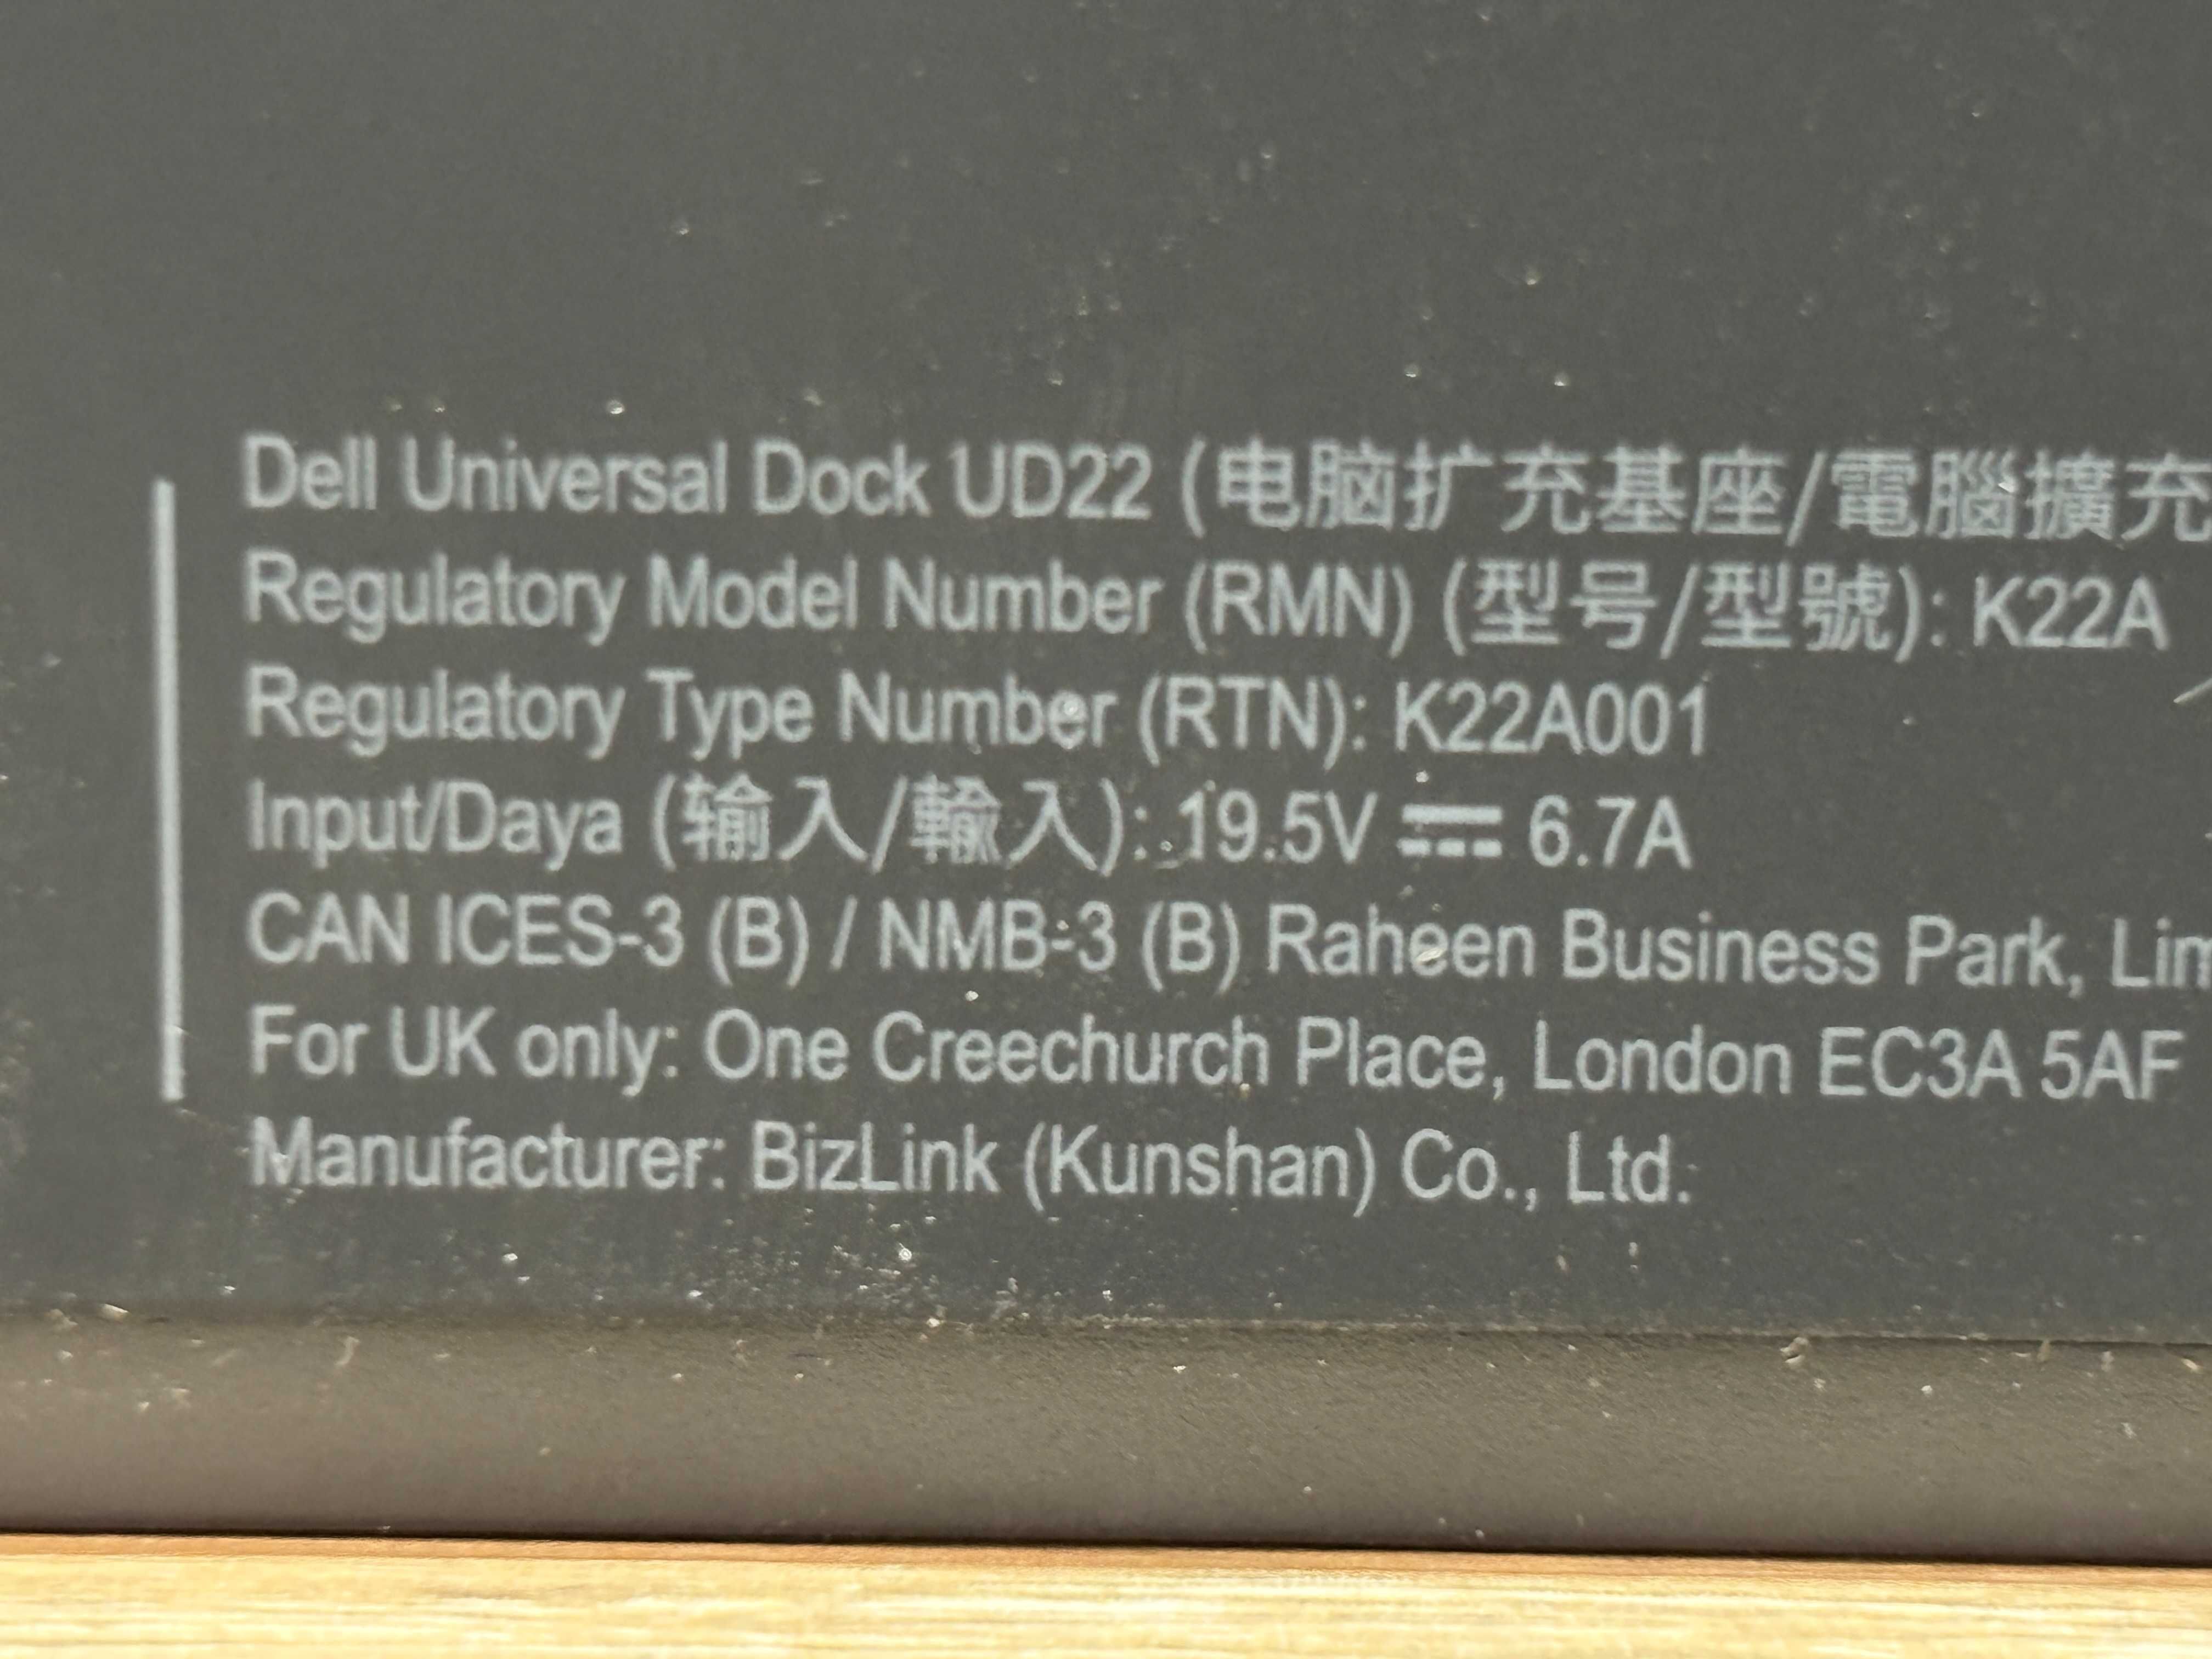 Dell Universal Dock UD22 (电脑扩充基座/電腦擴充
Regulatory Model Number (RMN) (型号/型號): K22A
Regulatory Type Number (RTN): K22A001
Input/Daya (输入/輸入): 19.5V ⎓ 6.7A
CAN ICES-3 (B) / NMB-3 (B) Raheen Business Park, Lim
For UK only: One Creechurch Place, London EC3A 5AF
Manufacturer: BizLink (Kunshan) Co., Ltd.